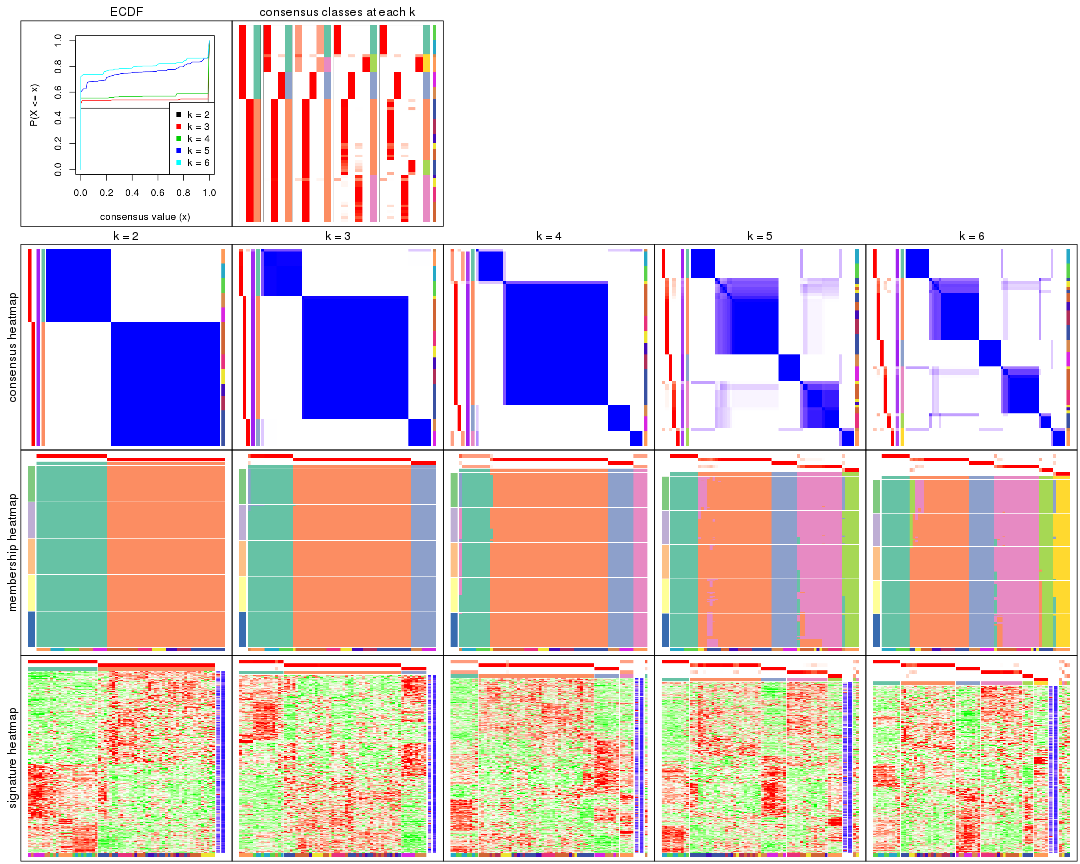 ECDF
consensus classes at each k
P(X <= x)
1.0
0.8
0.6
0.4
0.2
0.0
k = 2
k = 3
k = 4
k = 5
k = 6
0.0 0.2 0.4 0.6 0.8 1.0
consensus value (x)
k = 2
k = 3
k = 4
k = 5
k = 6
consensus heatmap
membership heatmap
signature heatmap